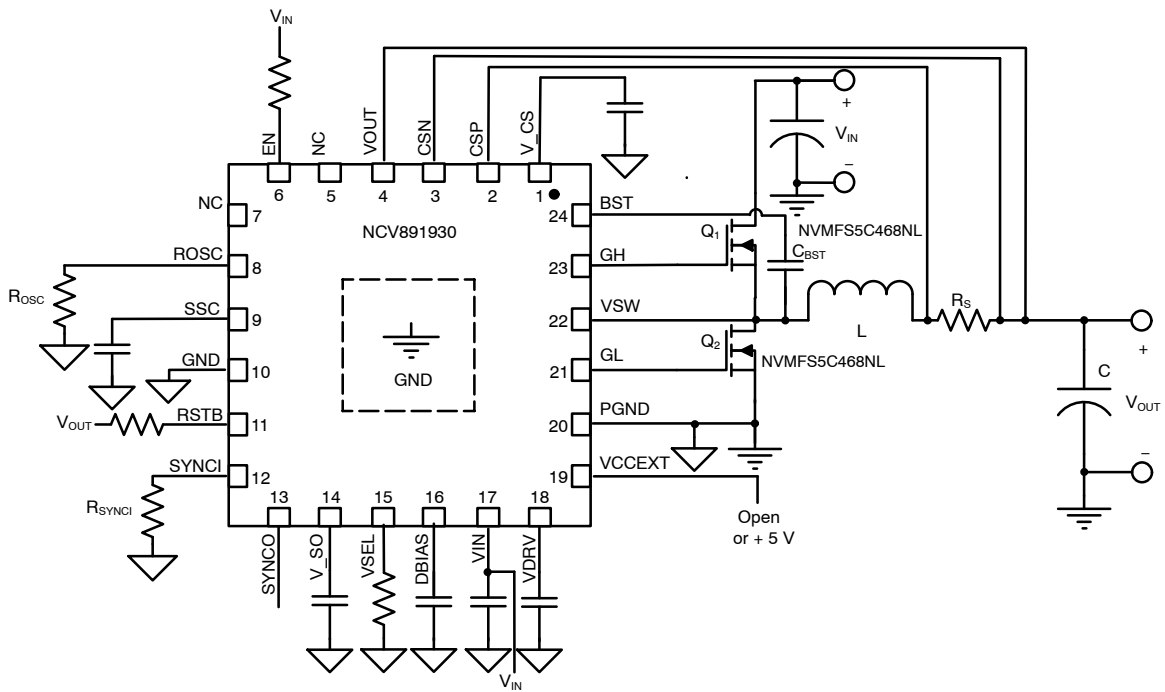 VIN
EN
NC
VOUT
CSN
CSP
V_CS
+
VIN
−
6
5
4
3
2
1
NC
7
NCV891930
24
BST
Q1
NVMFS5C468NL
CBST
ROSC
8
ROSC
23
GH
SSC
9
22
VSW
L
RS
+
GND
10
GND
21
GL
Q2
NVMFS5C468NL
C
VOUT
−
VOUT
RSTB
11
20
PGND
SYNCI
12
RSYNCI
19
VCCEXT
Open
or + 5 V
13
14
15
16
17
18
SYNCO
V_SO
VSEL
DBIAS
VIN
VDRV
VIN